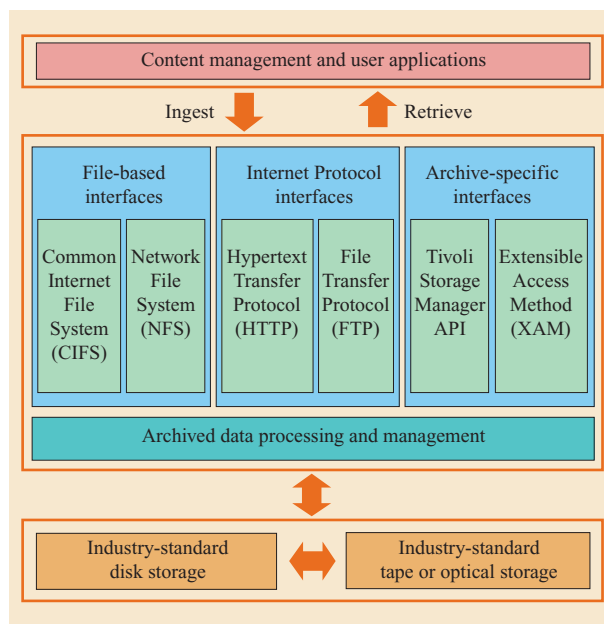 Content management and user applications
Ingest
Retrieve
File-based
interfaces
Common
Internet
File
System
(CIFS)
Network
File
System
(NFS)
Internet Protocol
interfaces
Hypertext
Transfer
Protocol
(HTTP)
File
Transfer
Protocol
(FTP)
Archive-specific
interfaces
Tivoli
Storage
Manager
API
Extensible
Access
Method
(XAM)
Archived data processing and management
Industry-standard
disk storage
Industry-standard
tape or optical storage